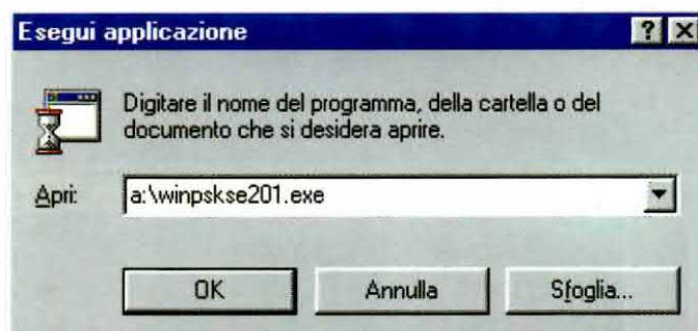 Esegui applicazione
Digitare il nome del programma, della cartella o del
documento che si desidera aprire.
Apri: a:\winpskse201.exe
OK Annulla Sfoglia...